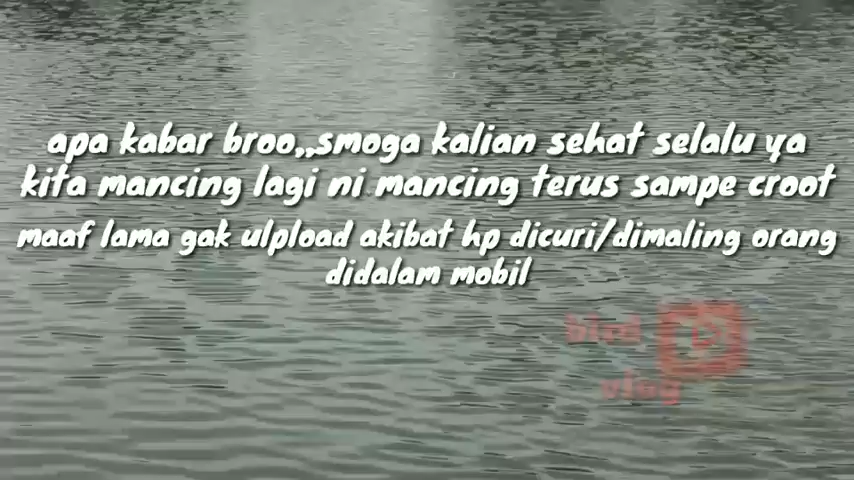 apa kabar broo,,smoga kalian sehat selalu ya
kita mancing lagi ni mancing terus sampe croot
maaf lama gak ulpload akibat hp dicuri/dimaling orang
didalam mobil
bird
vlog